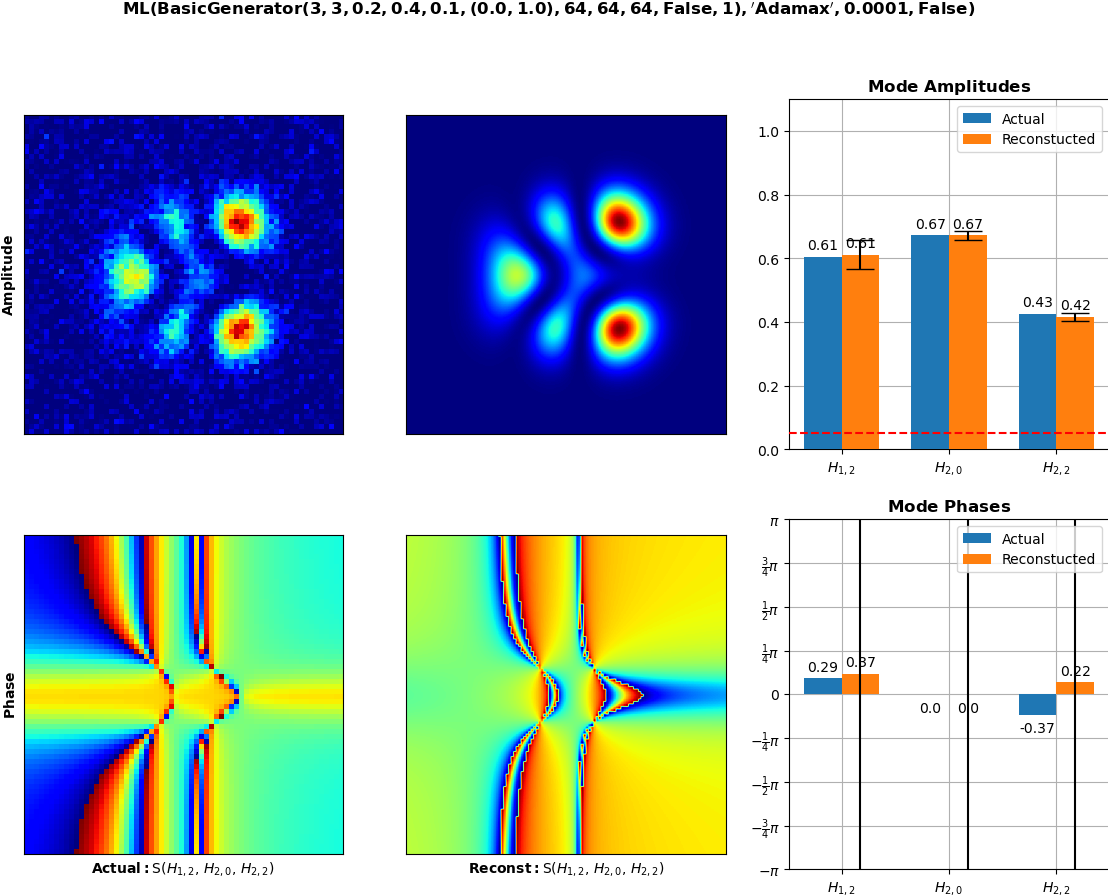 ML(BasicGenerator(3, 3, 0.2, 0.4, 0.1, (0.0, 1.0), 64, 64, 64, False, 1), 'Adamax', 0.0001, False)
Mode Amplitudes
Actual
Reconstucted
1.0
0.8
0.6
0.4
0.2
0.0
0.61
0.61
0.67
0.67
0.43
0.42
H1,2
H2,0
H2,2
Amplitude
Mode Phases
Actual
Reconstucted
π
3/4π
1/2π
1/4π
0
−1/4π
−1/2π
−3/4π
−π
0.29
0.37
0.0
0.0
-0.37
0.22
H1,2
H2,0
H2,2
Phase
Actual: S(H1,2, H2,0, H2,2)
Reconst: S(H1,2, H2,0, H2,2)